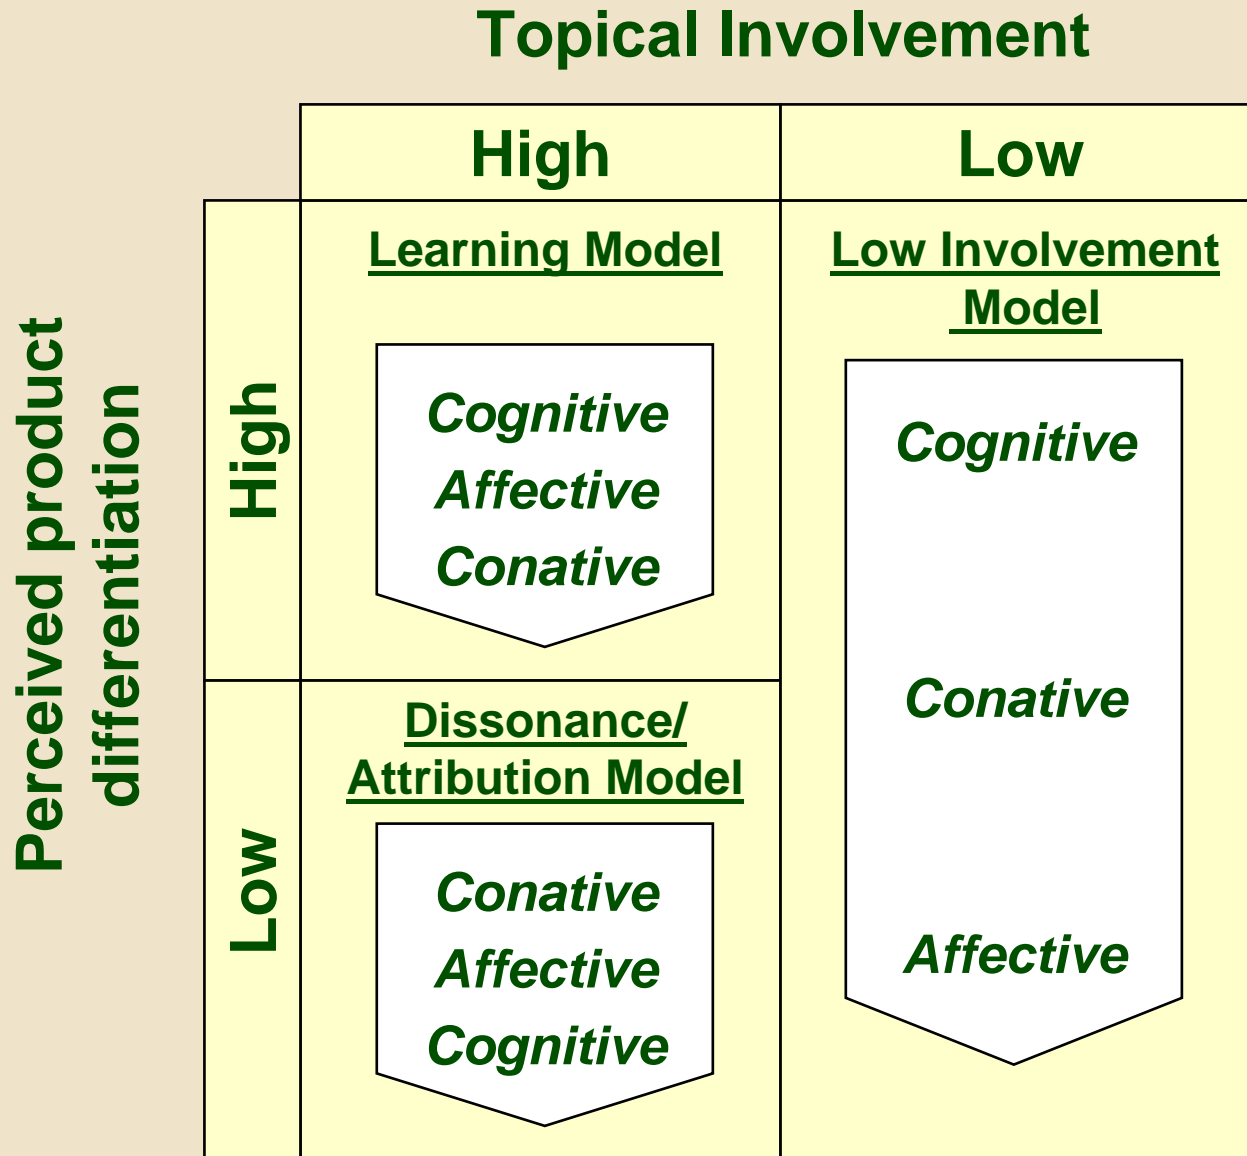 Topical Involvement
High
Low
Perceived product
differentiation
High
Learning Model
Cognitive
Affective
Conative
Low Involvement
Model
Cognitive
Conative
Affective
Low
Dissonance/
Attribution Model
Conative
Affective
Cognitive